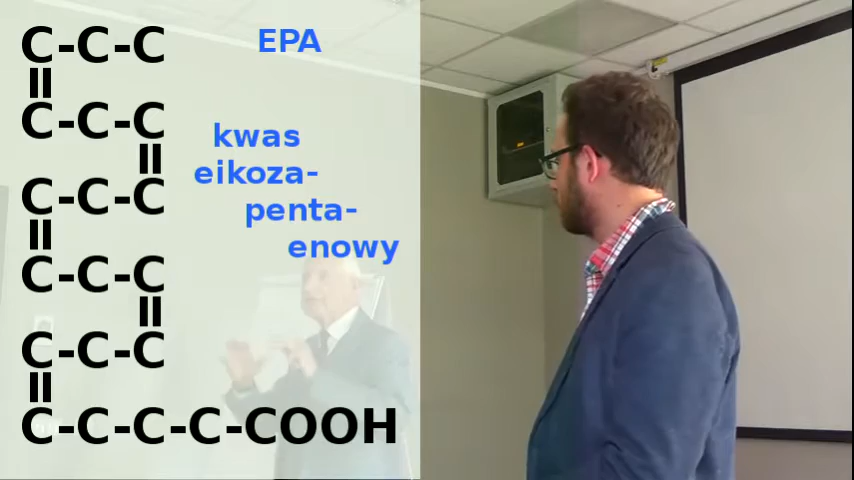 C-C-C
EPA
C-C-C
kwas
eikoza-
C-C-C
penta-
enowy
C-C-C
C-C-C
C-C-C-C-COOH